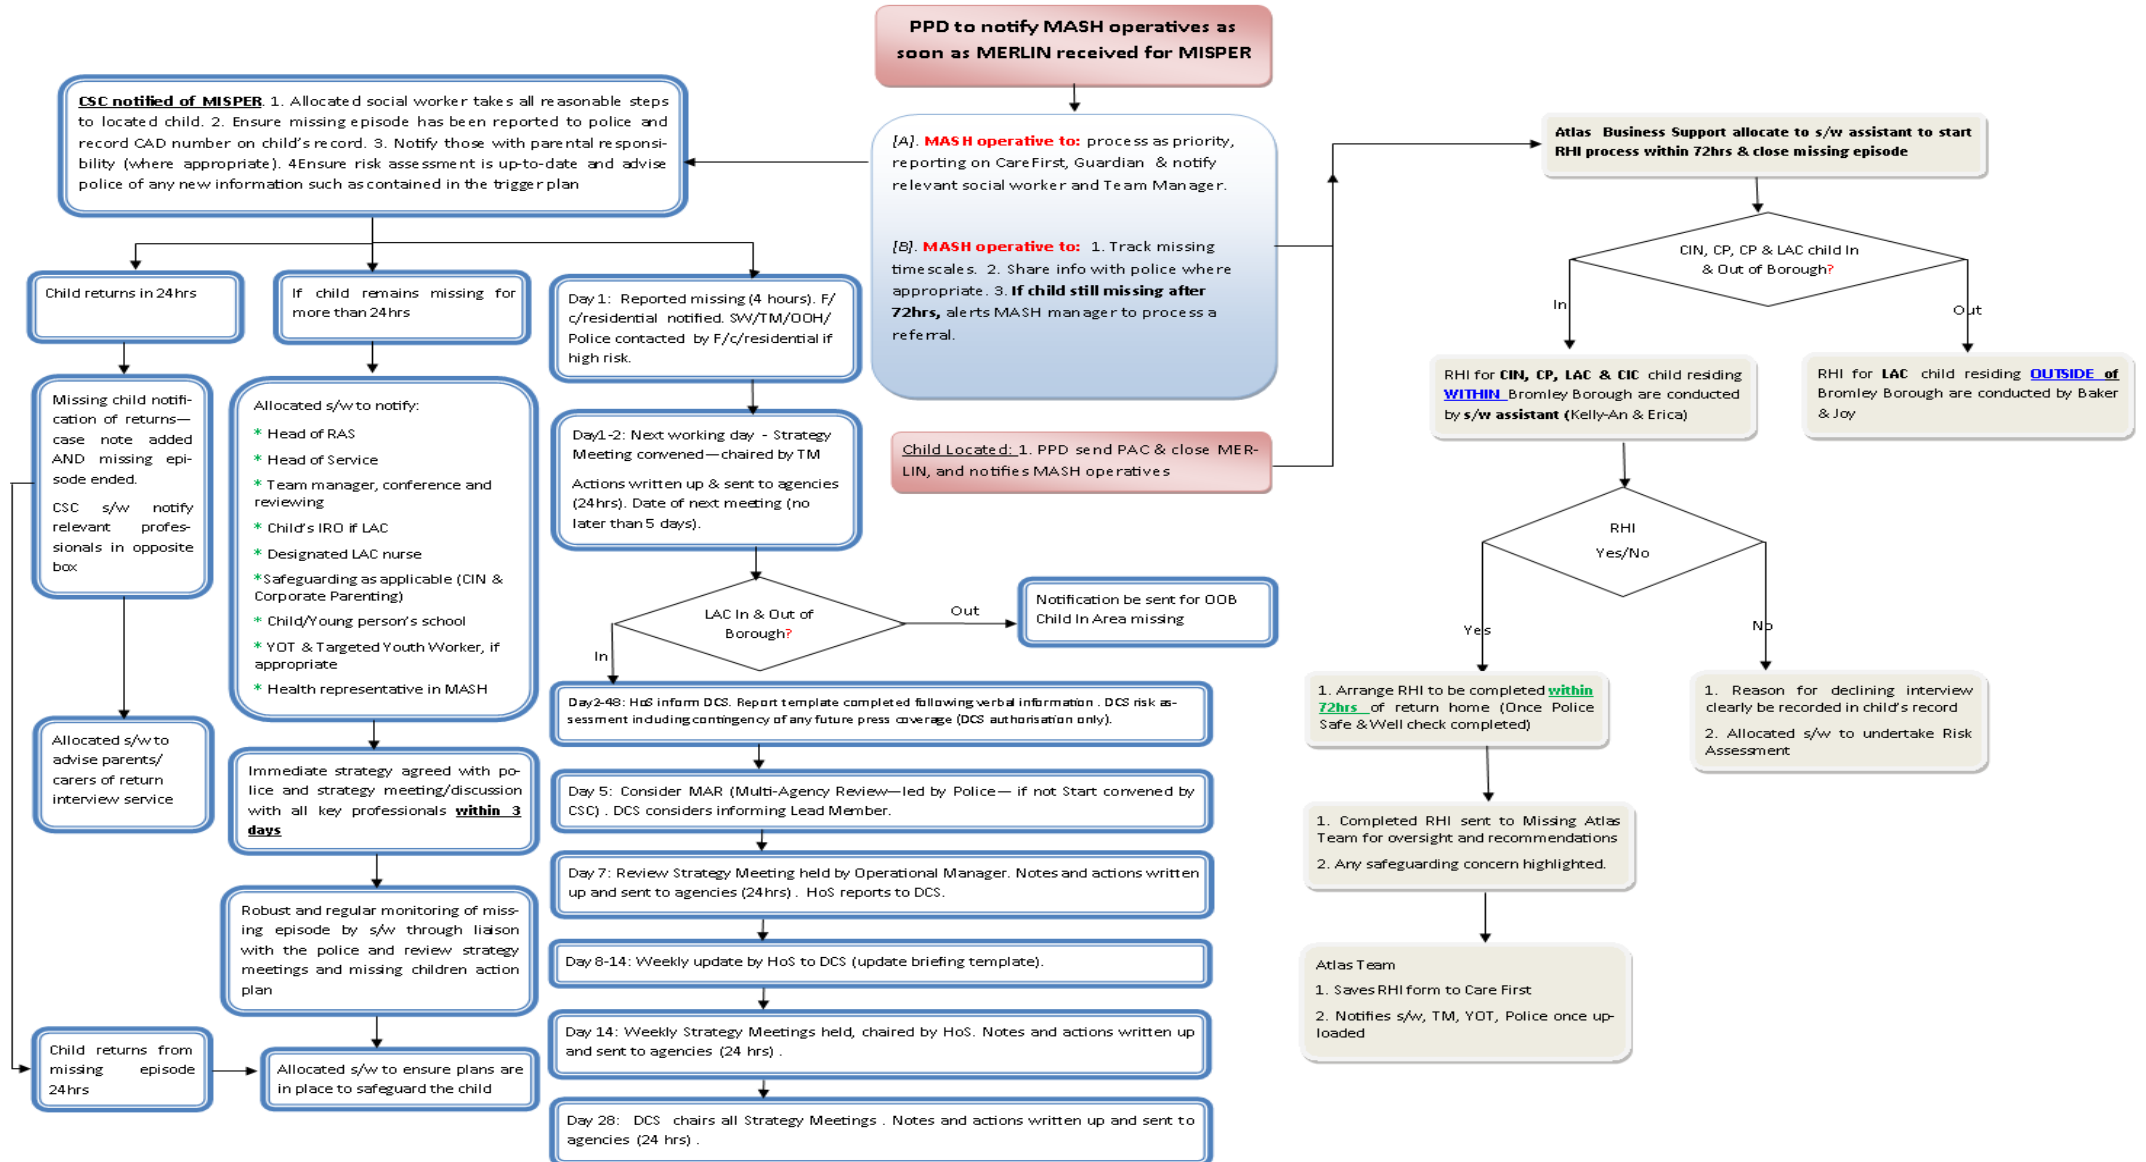 PPD to notify MASH operatives as
soon as MERLIN received for MISPER
CSC notified of MISPER. 1. Allocated social worker takes all reasonable steps
to located child. 2. Ensure missing episode has been reported to police and
record CAD number on child's record. 3. Notify those with parental responsi-
bility (where appropriate). 4Ensure risk assessment is up-to-date and advise
police of any new information such as contained in the trigger plan
[A]. MASH operative to: process as priority,
reporting on CareFirst, Guardian & notify
relevant social worker and Team Manager.
[B]. MASH operative to: 1. Track missing
timescales. 2. Share info with police where
appropriate. 3. If child still missing after
72hrs, alerts MASH manager to process a
referral.
Atlas Business Support allocate to s/w assistant to start
RHI process within 72hrs & close missing episode
Child returns in 24hrs
If child remains missing for
more than 24hrs
Day 1: Reported missing (4 hours). F/
c/residential notified. SW/TM/OOH/
Police contacted by F/c/residential if
high risk.
CIN, CP, CP & LAC child In
& Out of Borough?
In
Out
Missing child notifi-
cation of returns—
case note added
AND missing epi-
sode ended.
CSC s/w notify
relevant profes-
sionals in opposite
box
Allocated s/w to notify:
* Head of RAS
* Head of Service
* Team manager, conference and
reviewing
* Child's IRO if LAC
* Designated LAC nurse
*Safeguarding as applicable (CIN &
Corporate Parenting)
* Child/Young person's school
* YOT & Targeted Youth Worker, if
appropriate
* Health representative in MASH
Day1-2: Next working day - Strategy
Meeting convened—chaired by TM
Actions written up & sent to agencies
(24hrs). Date of next meeting (no
later than 5 days).
Child Located: 1. PPD send PAC & close MER-
LIN, and notifies MASH operatives
RHI for CIN, CP, LAC & CIC child residing
WITHIN Bromley Borough are conducted
by s/w assistant (Kelly-An & Erica)
RHI for LAC child residing OUTSIDE of
Bromley Borough are conducted by Baker
& Joy
LAC In & Out of
Borough?
Out
In
Notification be sent for OOB
Child In Area missing
RHI
Yes/No
Yes
No
Allocated s/w to
advise parents/
carers of return
interview service
Immediate strategy agreed with po-
lice and strategy meeting/discussion
with all key professionals within 3
days
Day2-48: HoS inform DCS. Report template completed following verbal information . DCS risk as-
sessment including contingency of any future press coverage (DCS authorisation only).
Day 5: Consider MAR (Multi-Agency Review—led by Police— if not Start convened by
CSC) . DCS considers informing Lead Member.
Day 7: Review Strategy Meeting held by Operational Manager. Notes and actions written
up and sent to agencies (24hrs) . HoS reports to DCS.
Day 8-14: Weekly update by HoS to DCS (update briefing template).
Day 14: Weekly Strategy Meetings held, chaired by HoS. Notes and actions written up
and sent to agencies (24 hrs) .
Day 28: DCS chairs all Strategy Meetings . Notes and actions written up and sent to
agencies (24 hrs) .
1. Arrange RHI to be completed within
72hrs of return home (Once Police
Safe & Well check completed)
1. Reason for declining interview
clearly be recorded in child's record
2. Allocated s/w to undertake Risk
Assessment
1. Completed RHI sent to Missing Atlas
Team for oversight and recommendations
2. Any safeguarding concern highlighted.
Robust and regular monitoring of miss-
ing episode by s/w through liaison
with the police and review strategy
meetings and missing children action
plan
Atlas Team
1. Saves RHI form to Care First
2. Notifies s/w, TM, YOT, Police once up-
loaded
Child returns from
missing episode
24hrs
Allocated s/w to ensure plans are
in place to safeguard the child